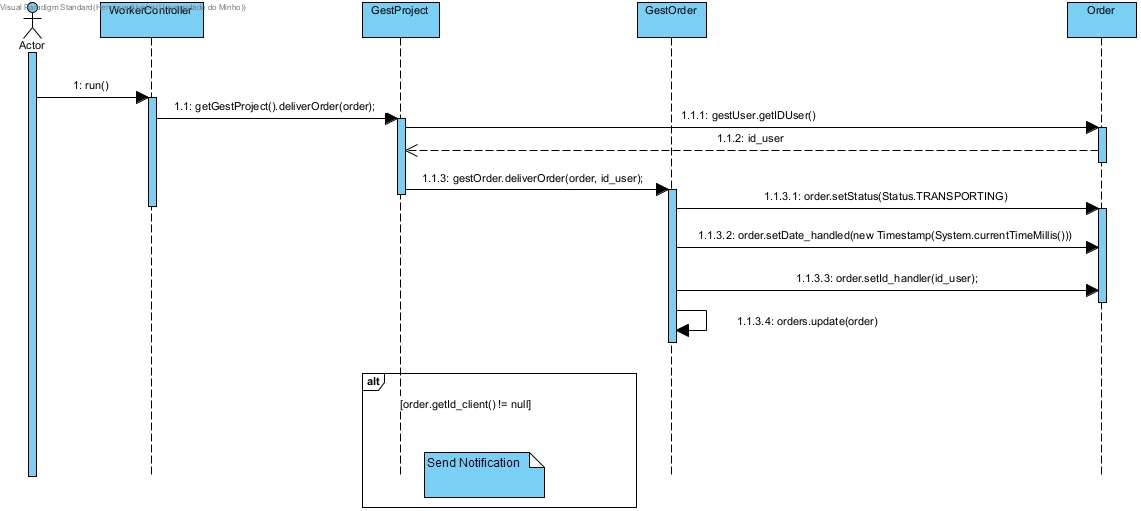 Visual Paradigm Standard( do Minho))
WorkerController
GestProject
GestOrder
Order
Actor
1: run()
1.1: getGestProject().deliverOrder(order);
1.1.1: gestUser.getIDUser()
1.1.2: id_user
1.1.3: gestOrder.deliverOrder(order, id_user);
1.1.3.1: order.setStatus(Status.TRANSPORTING)
1.1.3.2: order.setDate_handled(new Timestamp(System.currentTimeMillis()))
1.1.3.3: order.setId_handler(id_user);
1.1.3.4: orders.update(order)
alt
[order.getId_client() != null]
Send Notification